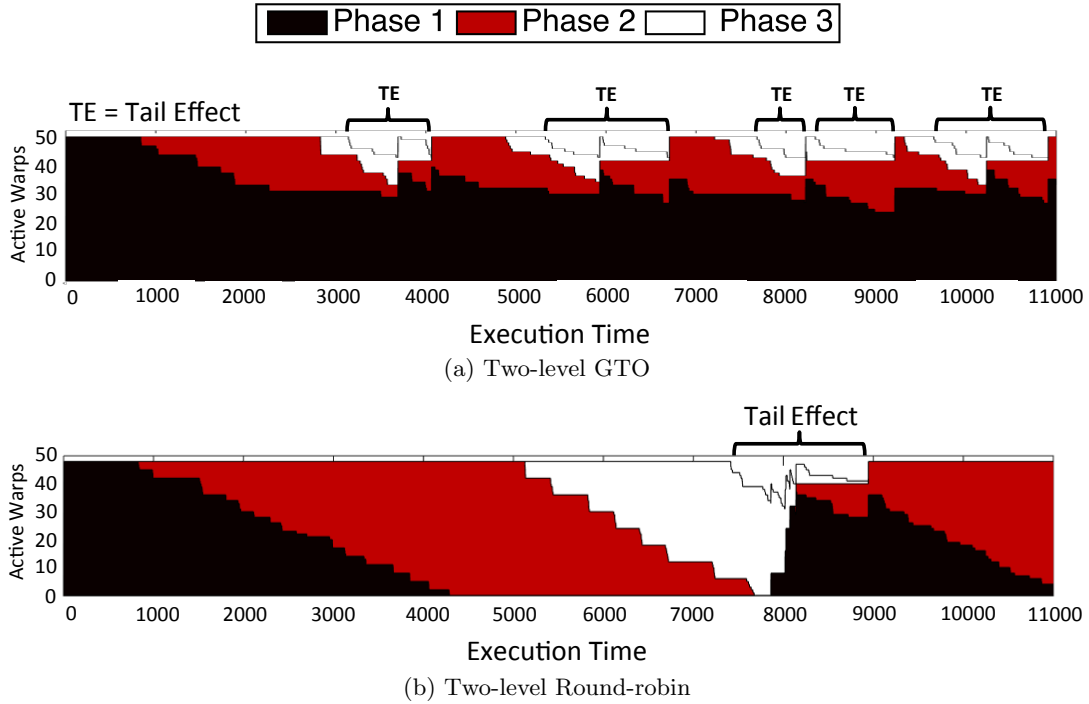 Phase 1 Phase 2 Phase 3
TE = Tail Effect
TE TE TE TE TE
Active Warps
50
40
30
20
10
0
0 1000 2000 3000 4000 5000 6000 7000 8000 9000 10000 11000
Execution Time
(a) Two-level GTO
Tail Effect
Active Warps
50
40
30
20
10
0
0 1000 2000 3000 4000 5000 6000 7000 8000 9000 10000 11000
Execution Time
(b) Two-level Round-robin